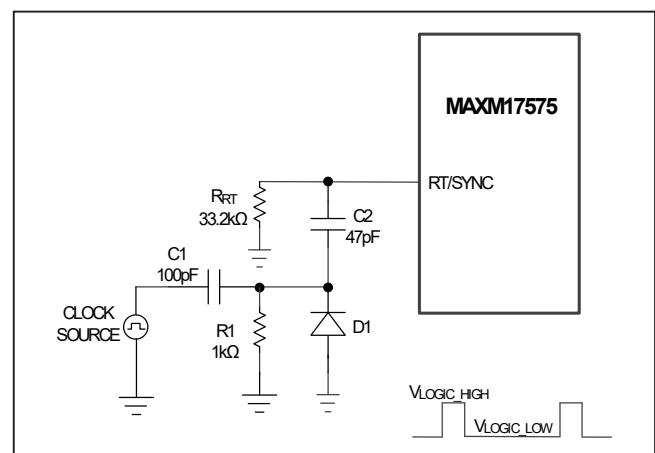 MAXM17575
RT/SYNC
RRT
33.2kΩ
C2
47pF
C1
100pF
CLOCK
SOURCE
R1
1kΩ
D1
VLOGIC_HIGH
VLOGIC_LOW